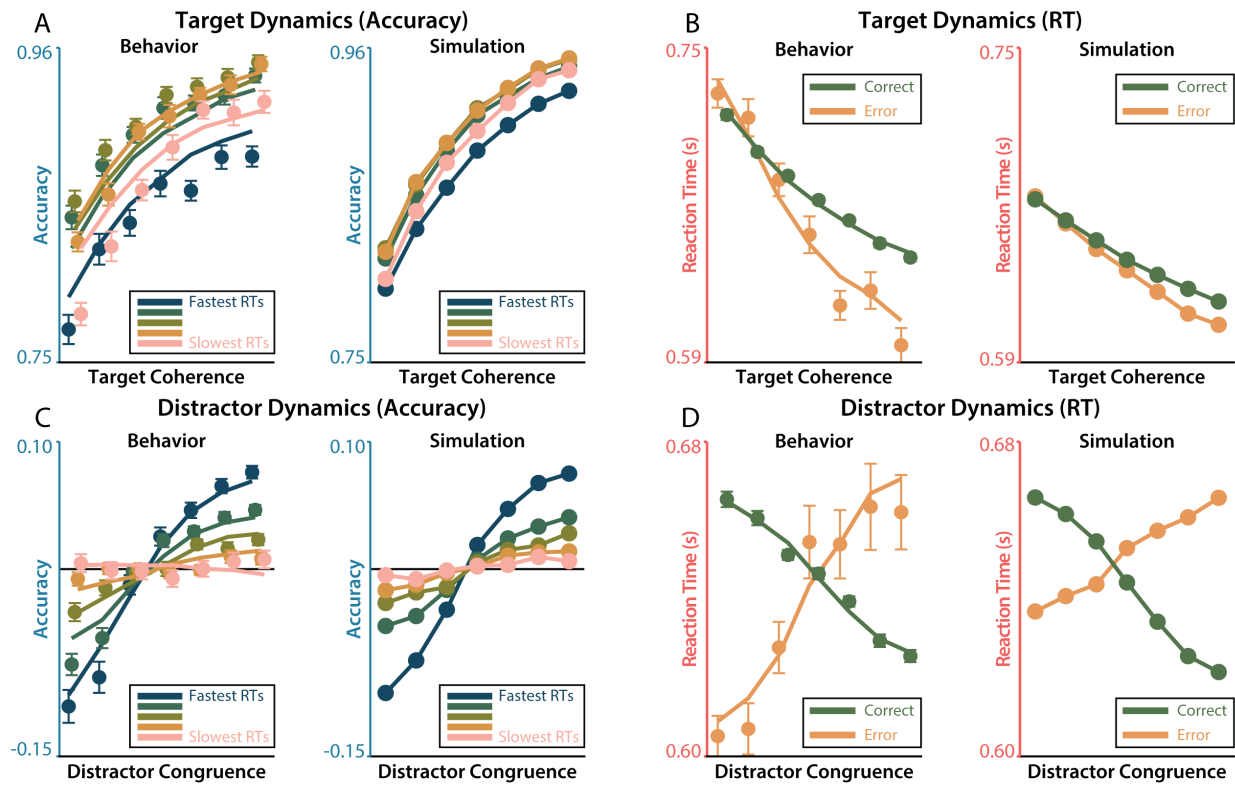 A
Target Dynamics (Accuracy)
Behavior
Simulation
0.96
0.96
Accuracy
Accuracy
Fastest RTs
Slowest RTs
Fastest RTs
Slowest RTs
0.75
0.75
Target Coherence
Target Coherence
B
Target Dynamics (RT)
Behavior
Simulation
0.75
0.75
Correct
Error
Correct
Error
Reaction Time (s)
Reaction Time (s)
0.59
0.59
Target Coherence
Target Coherence
C
Distractor Dynamics (Accuracy)
Behavior
Simulation
0.10
0.10
Accuracy
Accuracy
Fastest RTs
Slowest RTs
Fastest RTs
Slowest RTs
-0.15
-0.15
Distractor Congruence
Distractor Congruence
D
Distractor Dynamics (RT)
Behavior
Simulation
0.68
0.68
Reaction Time (s)
Reaction Time (s)
Correct
Error
Correct
Error
0.60
0.60
Distractor Congruence
Distractor Congruence